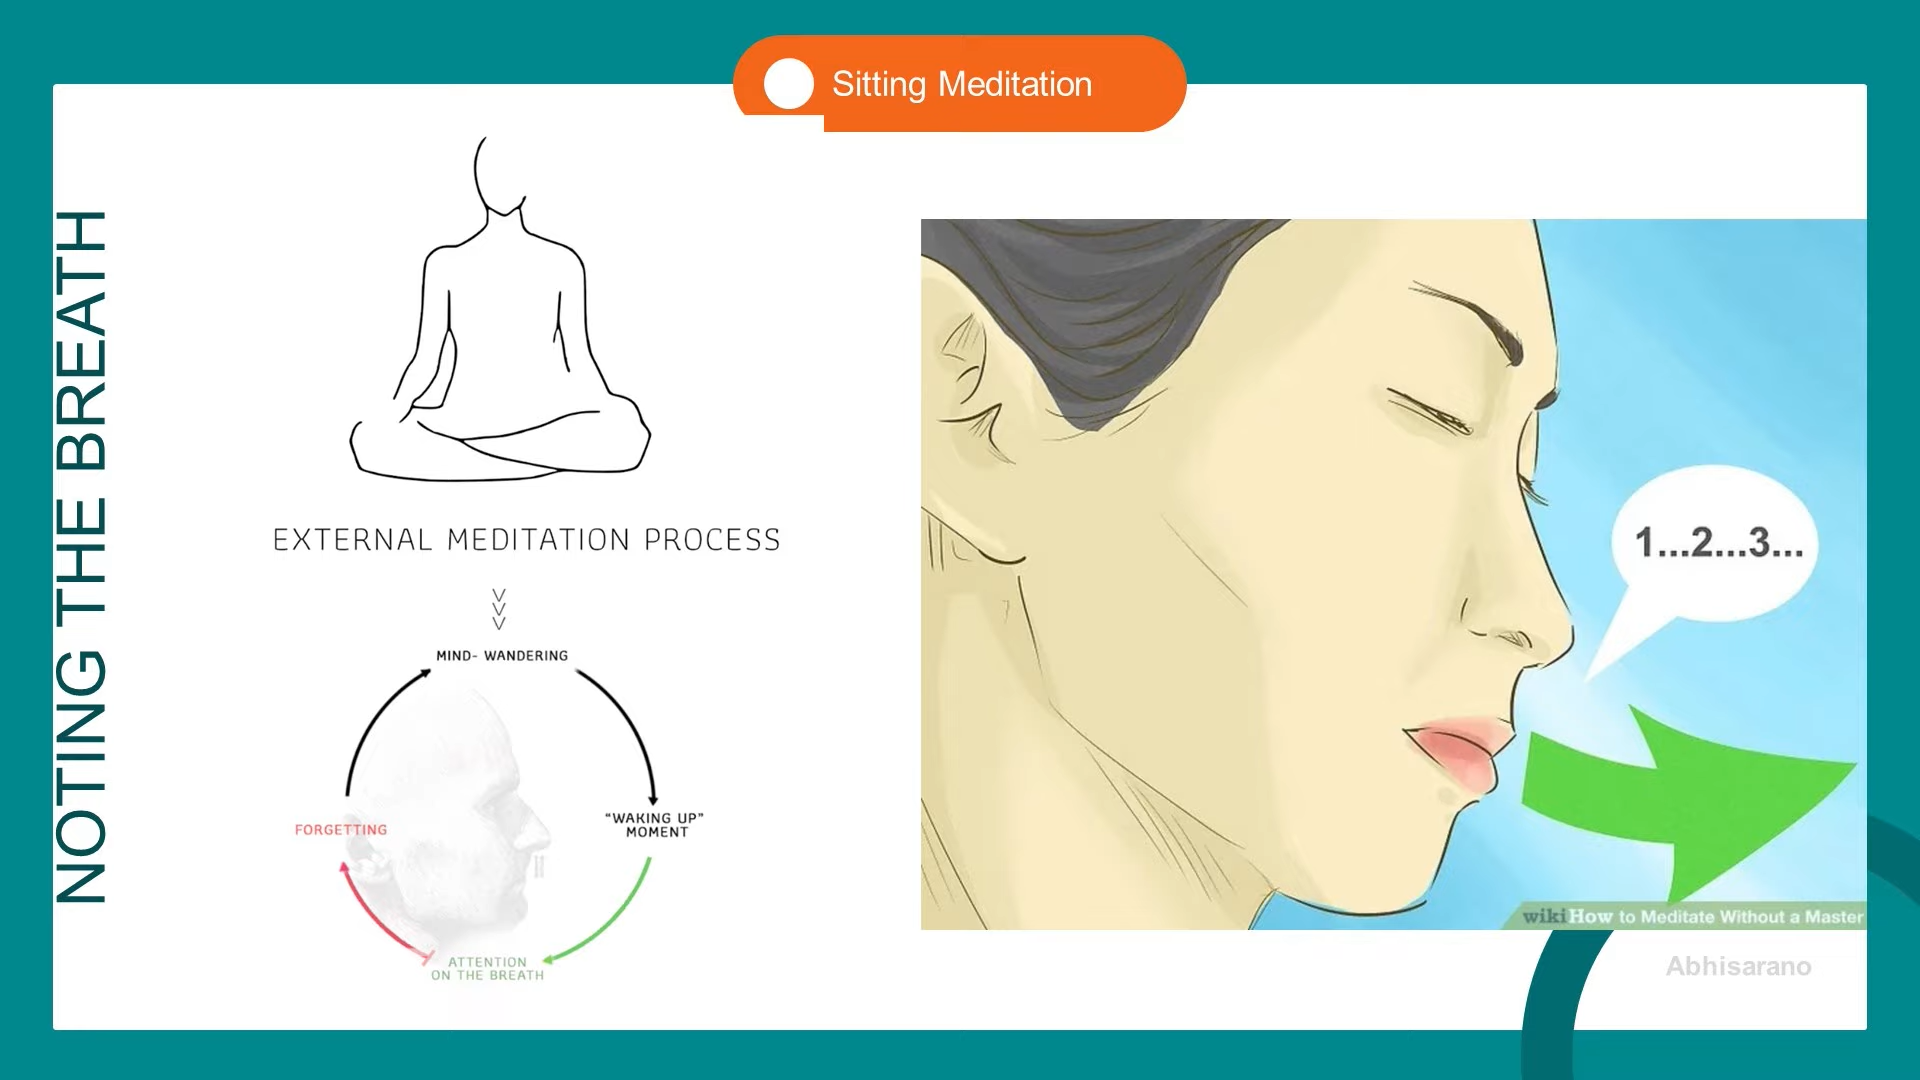 Sitting Meditation
NOTING THE BREATH
EXTERNAL MEDITATION PROCESS
MIND- WANDERING
FORGETTING
"WAKING UP"
MOMENT
ATTENTION
ON THE BREATH
1...2...3...
wikiHow to Meditate Without a Master
Abhisarano